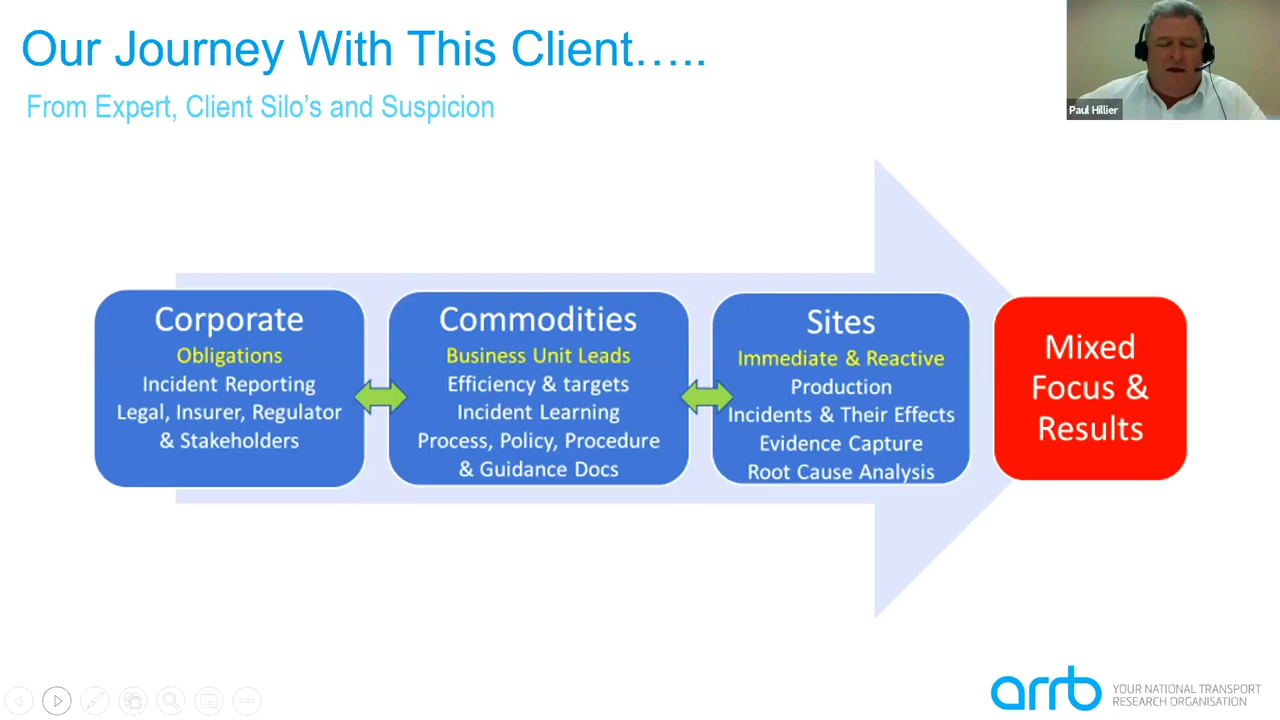 Our Journey With This Client.....
From Expert, Client Silo's and Suspicion
Paul Hillier
Corporate
Obligations
Incident Reporting
Legal, Insurer, Regulator
& Stakeholders
Commodities
Business Unit Leads
Efficiency & targets
Incident Learning
Process, Policy, Procedure
& Guidance Docs
Sites
Immediate & Reactive
Production
Incidents & Their Effects
Evidence Capture
Root Cause Analysis
Mixed
Focus &
Results
arrb
YOUR NATIONAL TRANSPORT
RESEARCH ORGANISATION